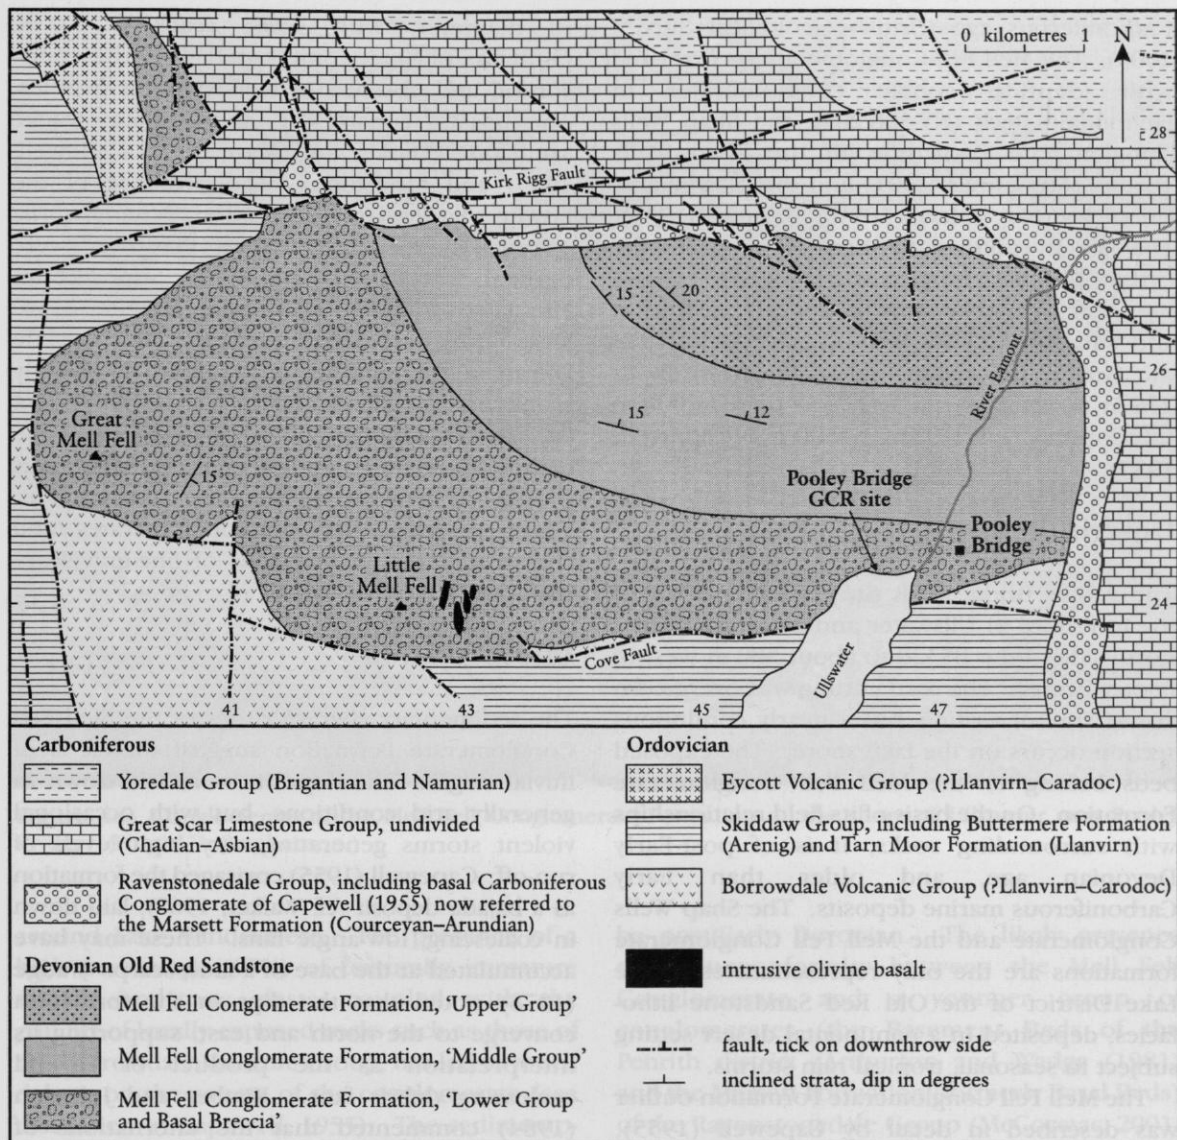 0 kilometres 1
N
28
Kirk Rigg Fault
20
15
River Eamont
26
Great
Mell Fell
15
12
15
Pooley Bridge
GCR site
Pooley
Bridge
Little
Mell Fell
24
Cove Fault
Ullswater
41
43
45
47
Carboniferous
Yoredale Group (Brigantian and Namurian)
Great Scar Limestone Group, undivided
(Chadian–Asbian)
Ravenstonedale Group, including basal Carboniferous
Conglomerate of Capewell (1955) now referred to
the Marsett Formation (Courceyan–Arundian)
Devonian Old Red Sandstone
Mell Fell Conglomerate Formation, 'Upper Group'
Mell Fell Conglomerate Formation, 'Middle Group'
Mell Fell Conglomerate Formation, 'Lower Group'
and Basal Breccia'
Ordovician
Eycott Volcanic Group (?Llanvirn–Caradoc)
Skiddaw Group, including Buttermere Formation
(Arenig) and Tarn Moor Formation (Llanvirn)
Borrowdale Volcanic Group (?Llanvirn–Carodoc)
intrusive olivine basalt
fault, tick on downthrow side
inclined strata, dip in degrees